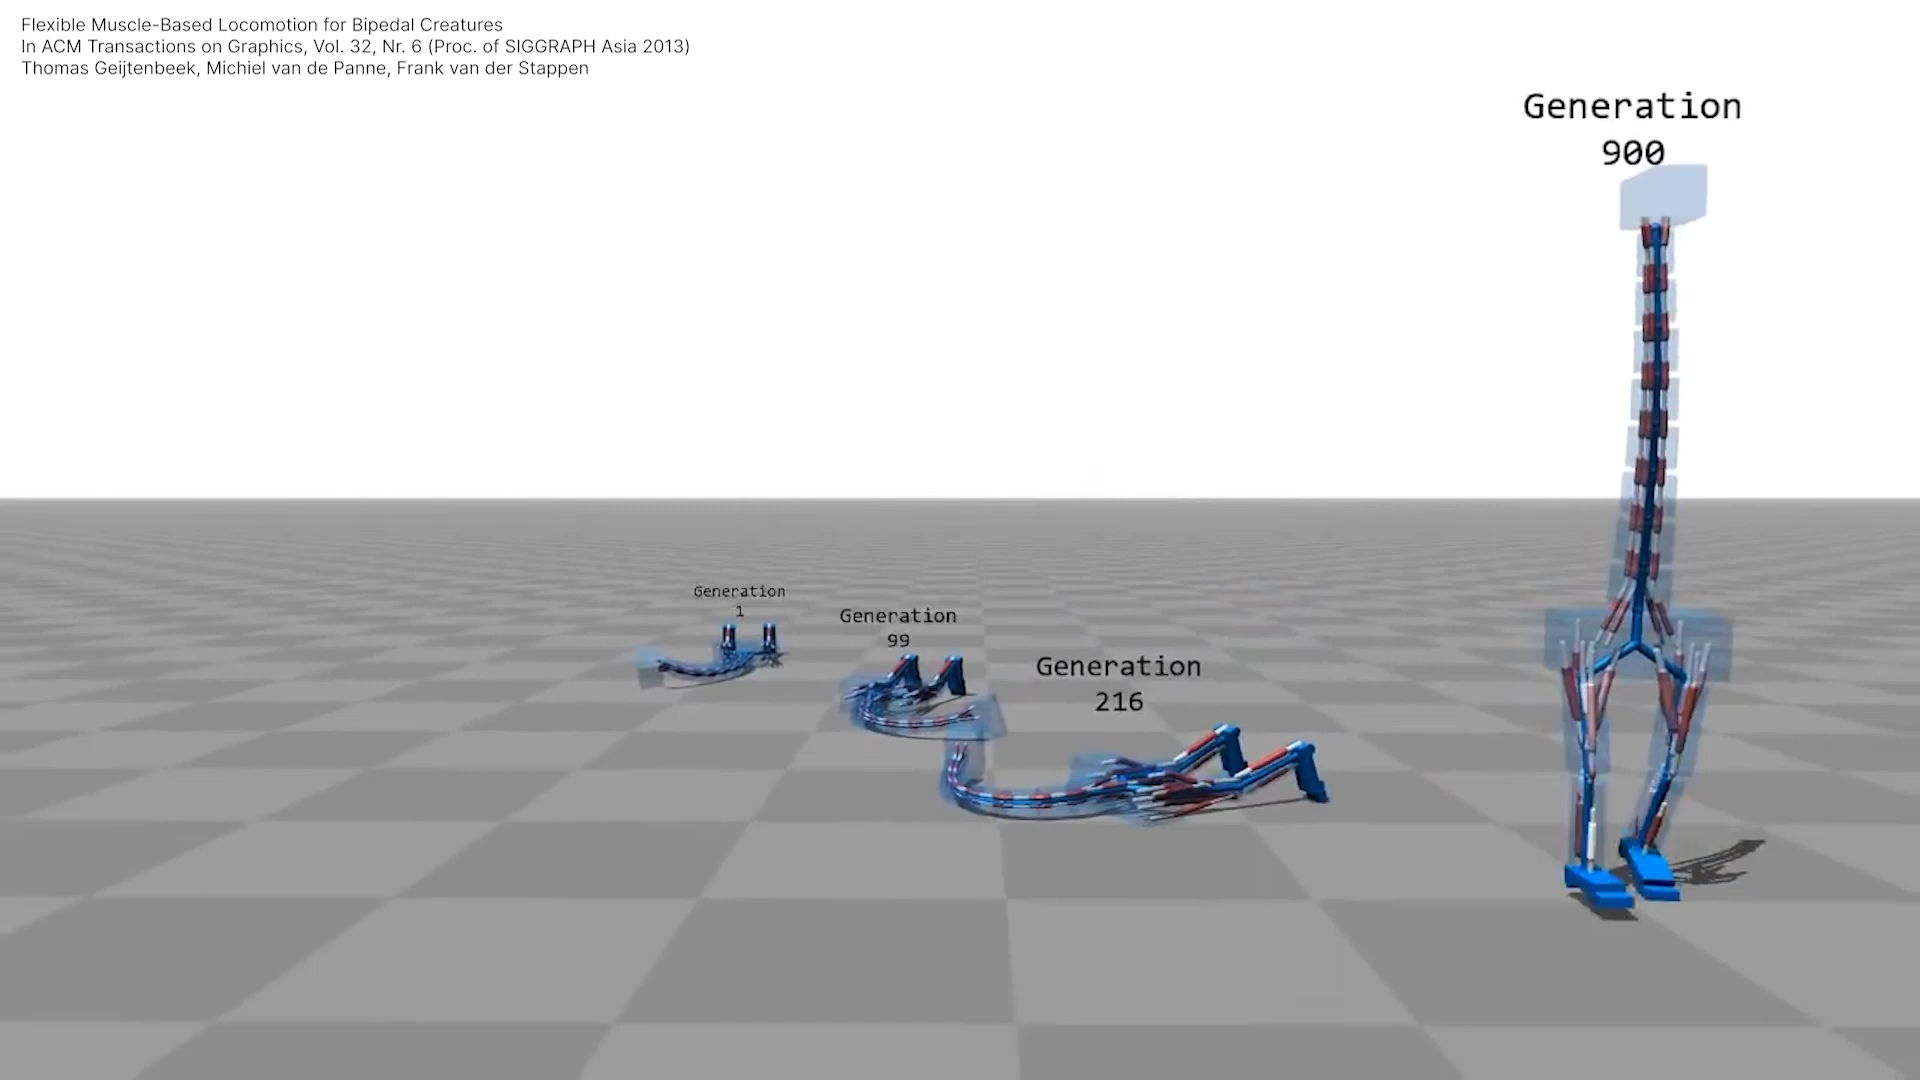 Flexible Muscle-Based Locomotion for Bipedal Creatures
In ACM Transactions on Graphics, Vol. 32, Nr. 6 (Proc. of SIGGRAPH Asia 2013)
Thomas Geijtenbeek, Michiel van de Panne, Frank van der Stappen
Generation
900
Generation
1
Generation
99
Generation
216